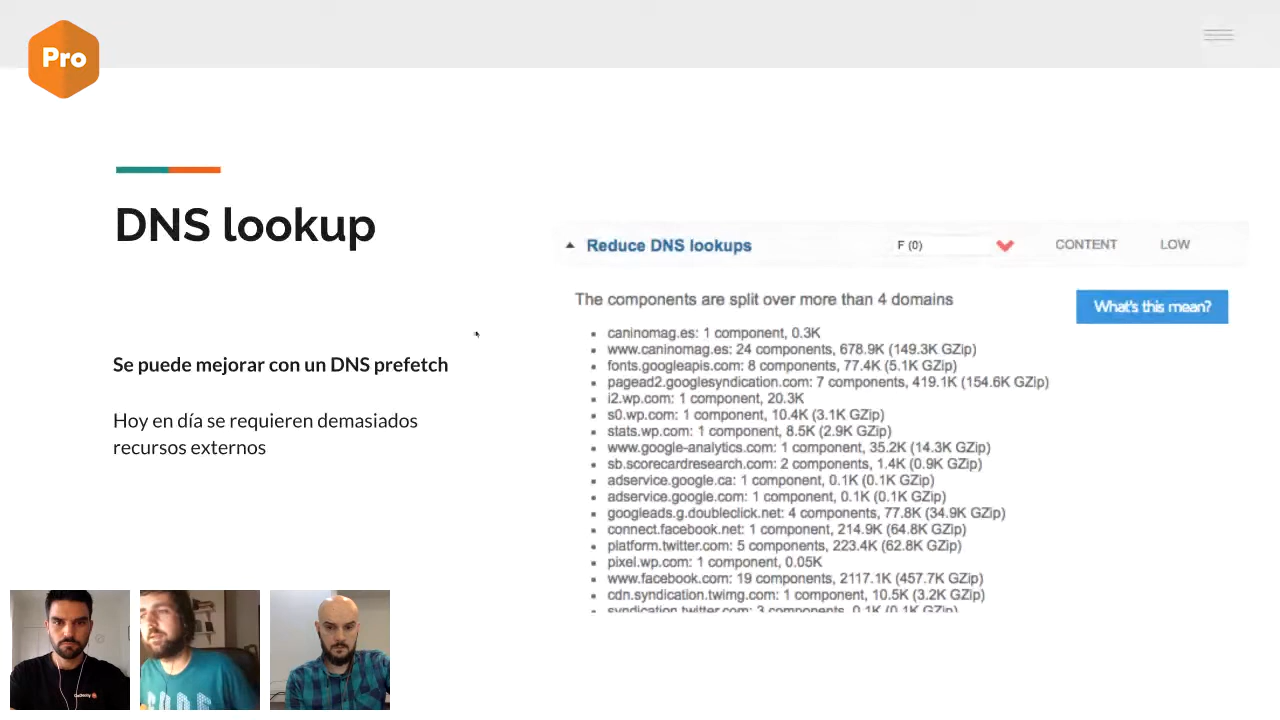 Pro
DNS lookup
Se puede mejorar con un DNS prefetch
Hoy en día se requieren demasiados
recursos externos
Reduce DNS lookups
F (0)
CONTENT
LOW
The components are split over more than 4 domains
What's this mean?
caninomag.es: 1 component, 0.3K
www.caninomag.es: 24 components, 678.9K (149.3K GZip)
fonts.googleapis.com: 8 components, 77.4K (5.1K GZip)
pagead2.googlesyndication.com: 7 components, 419.1K (154.6K GZip)
i2.wp.com: 1 component, 20.3K
s0.wp.com: 1 component, 10.4K (3.1K GZip)
stats.wp.com: 1 component, 8.5K (2.9K GZip)
www.google-analytics.com: 1 component, 35.2K (14.3K GZip)
sb.scorecardresearch.com: 2 components, 1.4K (0.9K GZip)
adservice.google.ca: 1 component, 0.1K (0.1K GZip)
adservice.google.com: 1 component, 0.1K (0.1K GZip)
googleads.g.doubleclick.net: 4 components, 77.8K (34.9K GZip)
connect.facebook.net: 1 component, 214.9K (64.8K GZip)
platform.twitter.com: 5 components, 223.4K (62.8K GZip)
pixel.wp.com: 1 component, 0.05K
www.facebook.com: 19 components, 2117.1K (457.7K GZip)
cdn.syndication.twimg.com: 1 component, 10.5K (3.2K GZip)
syndication.twitter.com: 3 components, 0.1K (0.1K GZip)